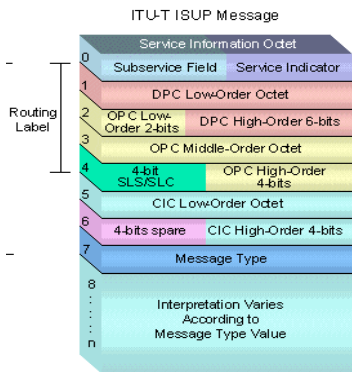 ITU-T ISUP Message
Service Information Octet
0
Subservice Field
Service Indicator
1
DPC Low-Order Octet
Routing
Label
2
OPC Low-
Order 2-bits
DPC High-Order 6-bits
3
OPC Middle-Order Octet
4
4-bit
SLS/SLC
OPC High-Order
4-bits
5
CIC Low-Order Octet
6
4-bits spare
CIC High-Order 4-bits
7
Message Type
8
n
Interpretation Varies
According to
Message Type Value